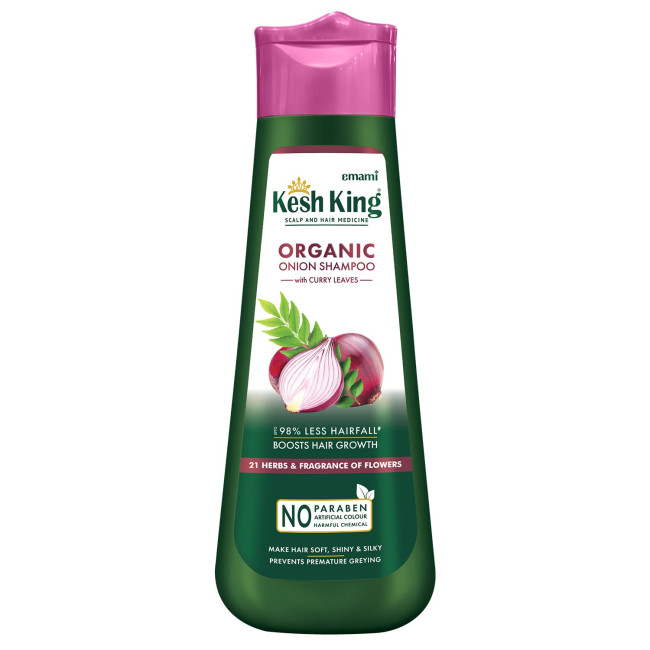 emami
Kesh King®
SCALP AND HAIR MEDICINE
ORGANIC
ONION SHAMPOO
with CURRY LEAVES
UPTO 98% LESS HAIRFALL#
BOOSTS HAIR GROWTH
21 HERBS & FRAGRANCE OF FLOWERS
NO PARABEN
ARTIFICIAL COLOUR
HARMFUL CHEMICAL
MAKE HAIR SOFT, SHINY & SILKY
PREVENTS PREMATURE GREYING